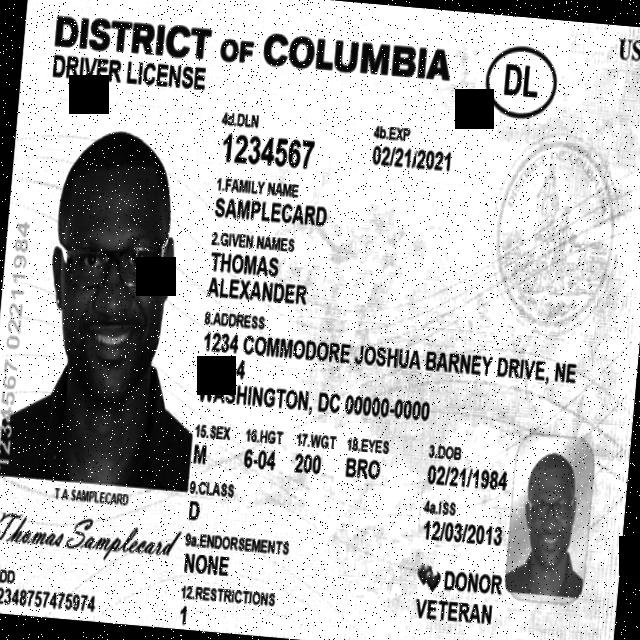 DISTRICT OF COLUMBIA
DRIVER LICENSE
DL
US
4d.DLN
1234567
4b.EXP
02/21/2021
1.FAMILY NAME
SAMPLECARD
2.GIVEN NAMES
THOMAS
ALEXANDER
8.ADDRESS
1234 COMMODORE JOSHUA BARNEY DRIVE, NE
4
WASHINGTON, DC 00000-0000
15.SEX 16.HGT 17.WGT 18.EYES
M 6-04 200 BRO
3.DOB
02/21/1984
9.CLASS
D
4a.ISS
12/03/2013
9a.ENDORSEMENTS
NONE
12.RESTRICTIONS
1
DONOR
VETERAN
1234567 02211984
T.A SAMPLECARD
Thomas Samplecard
DD
2348757475974